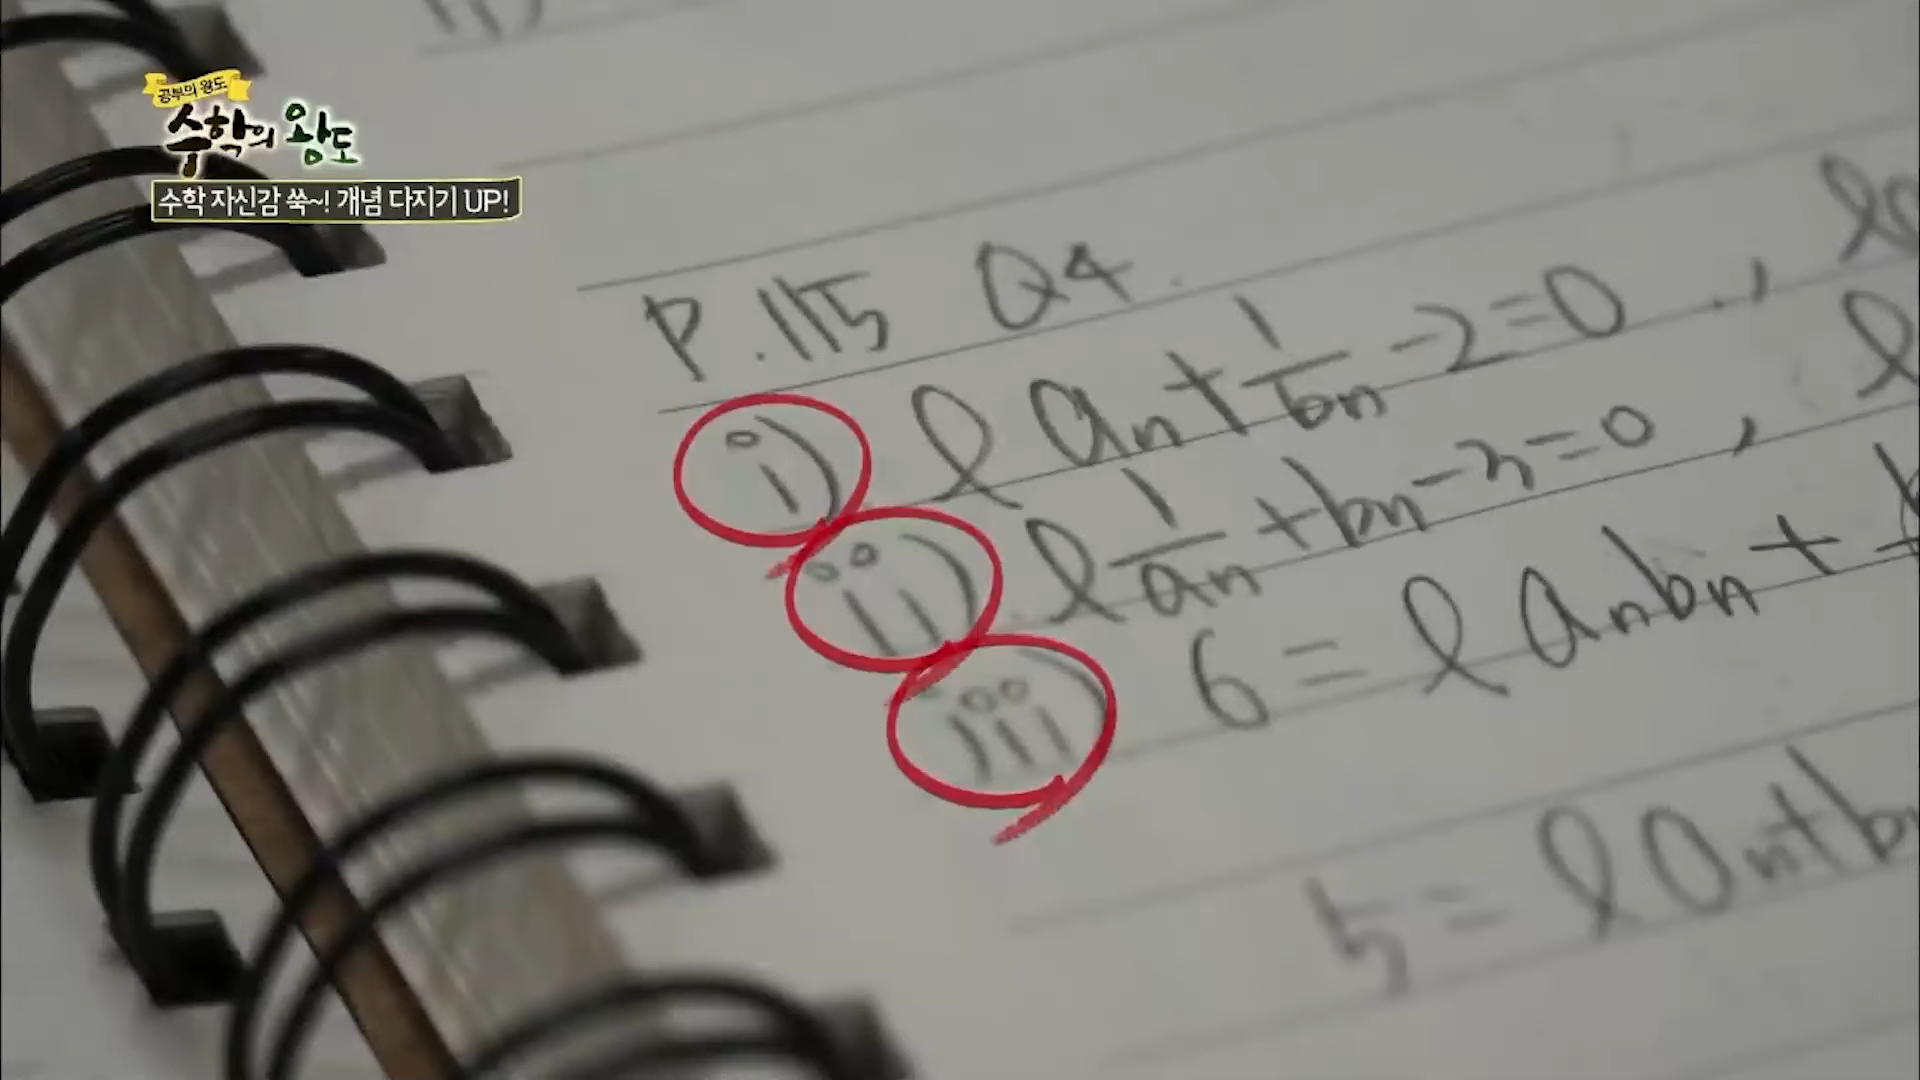 공부의 왕도
수학의 왕도
수학 자신감 쑥~! 개념 다지기 UP!
P.115 Q4.
i) l an + 1/bn - 2 = 0 , l
ii) l 1/an + bn - 3 = 0 , l
iii) 6 = l anbn +
5 = l an + bn